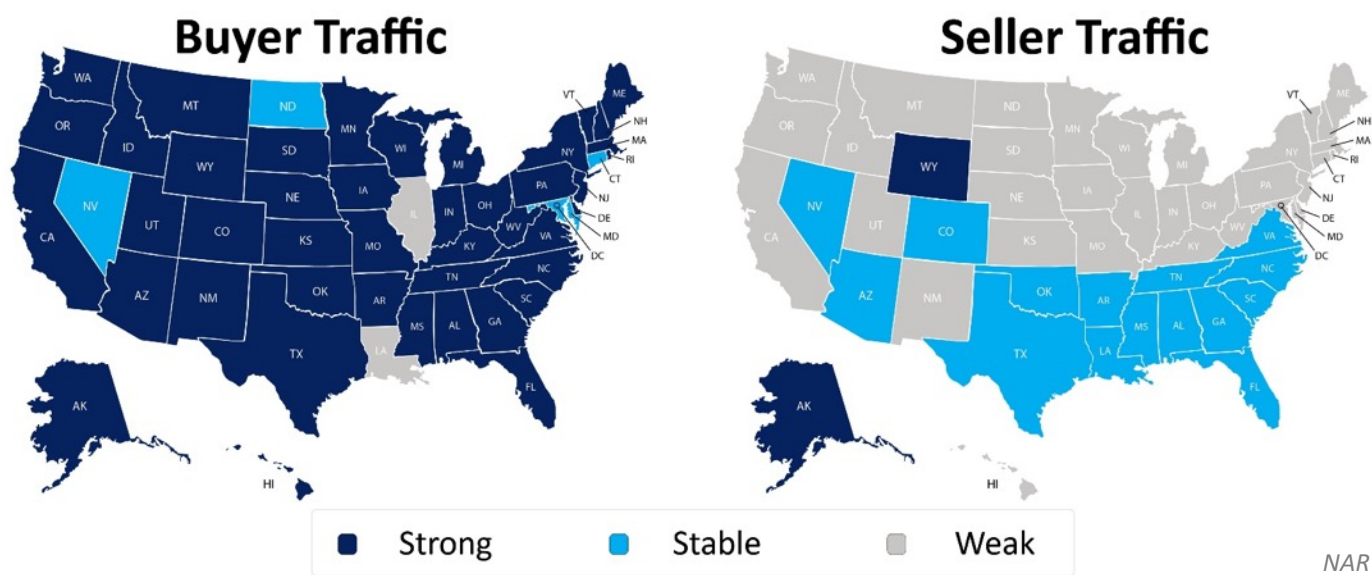 Buyer Traffic
WA
OR
CA
ID
NV
MT
WY
UT
AZ
CO
NM
ND
SD
NE
KS
OK
TX
MN
IA
MO
AR
LA
WI
IL
MI
IN
OH
KY
TN
MS
AL
GA
FL
SC
NC
VA
WV
PA
NY
VT
ME
NH
MA
RI
CT
NJ
DE
MD
DC
AK
HI
Seller Traffic
WA
OR
CA
ID
NV
MT
WY
UT
AZ
CO
NM
ND
SD
NE
KS
OK
TX
MN
IA
MO
AR
LA
WI
IL
MI
IN
OH
KY
TN
MS
AL
GA
FL
SC
NC
VA
WV
PA
NY
VT
ME
NH
MA
RI
CT
NJ
DE
MD
DC
AK
HI
Strong Stable Weak
NAR